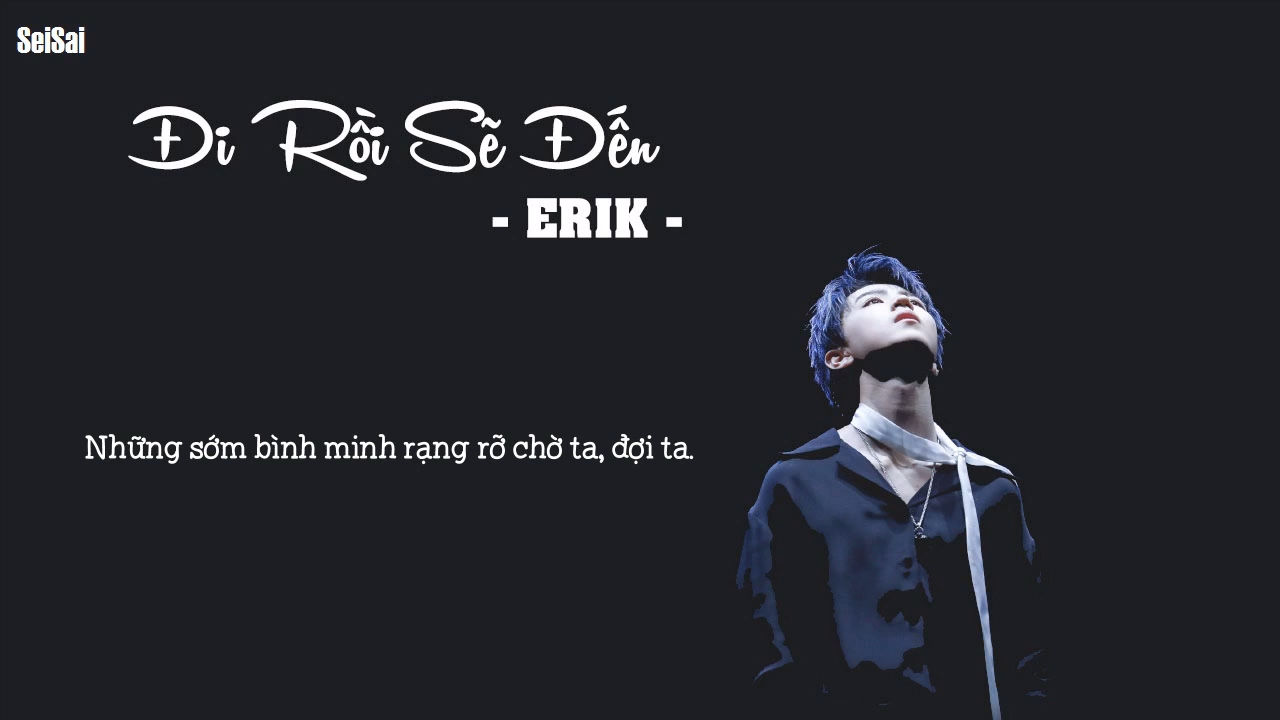 SeiSai
Đi Rồi Sẽ Đến
- ERIK -
Những sớm bình minh rạng rỡ chờ ta, đợi ta.